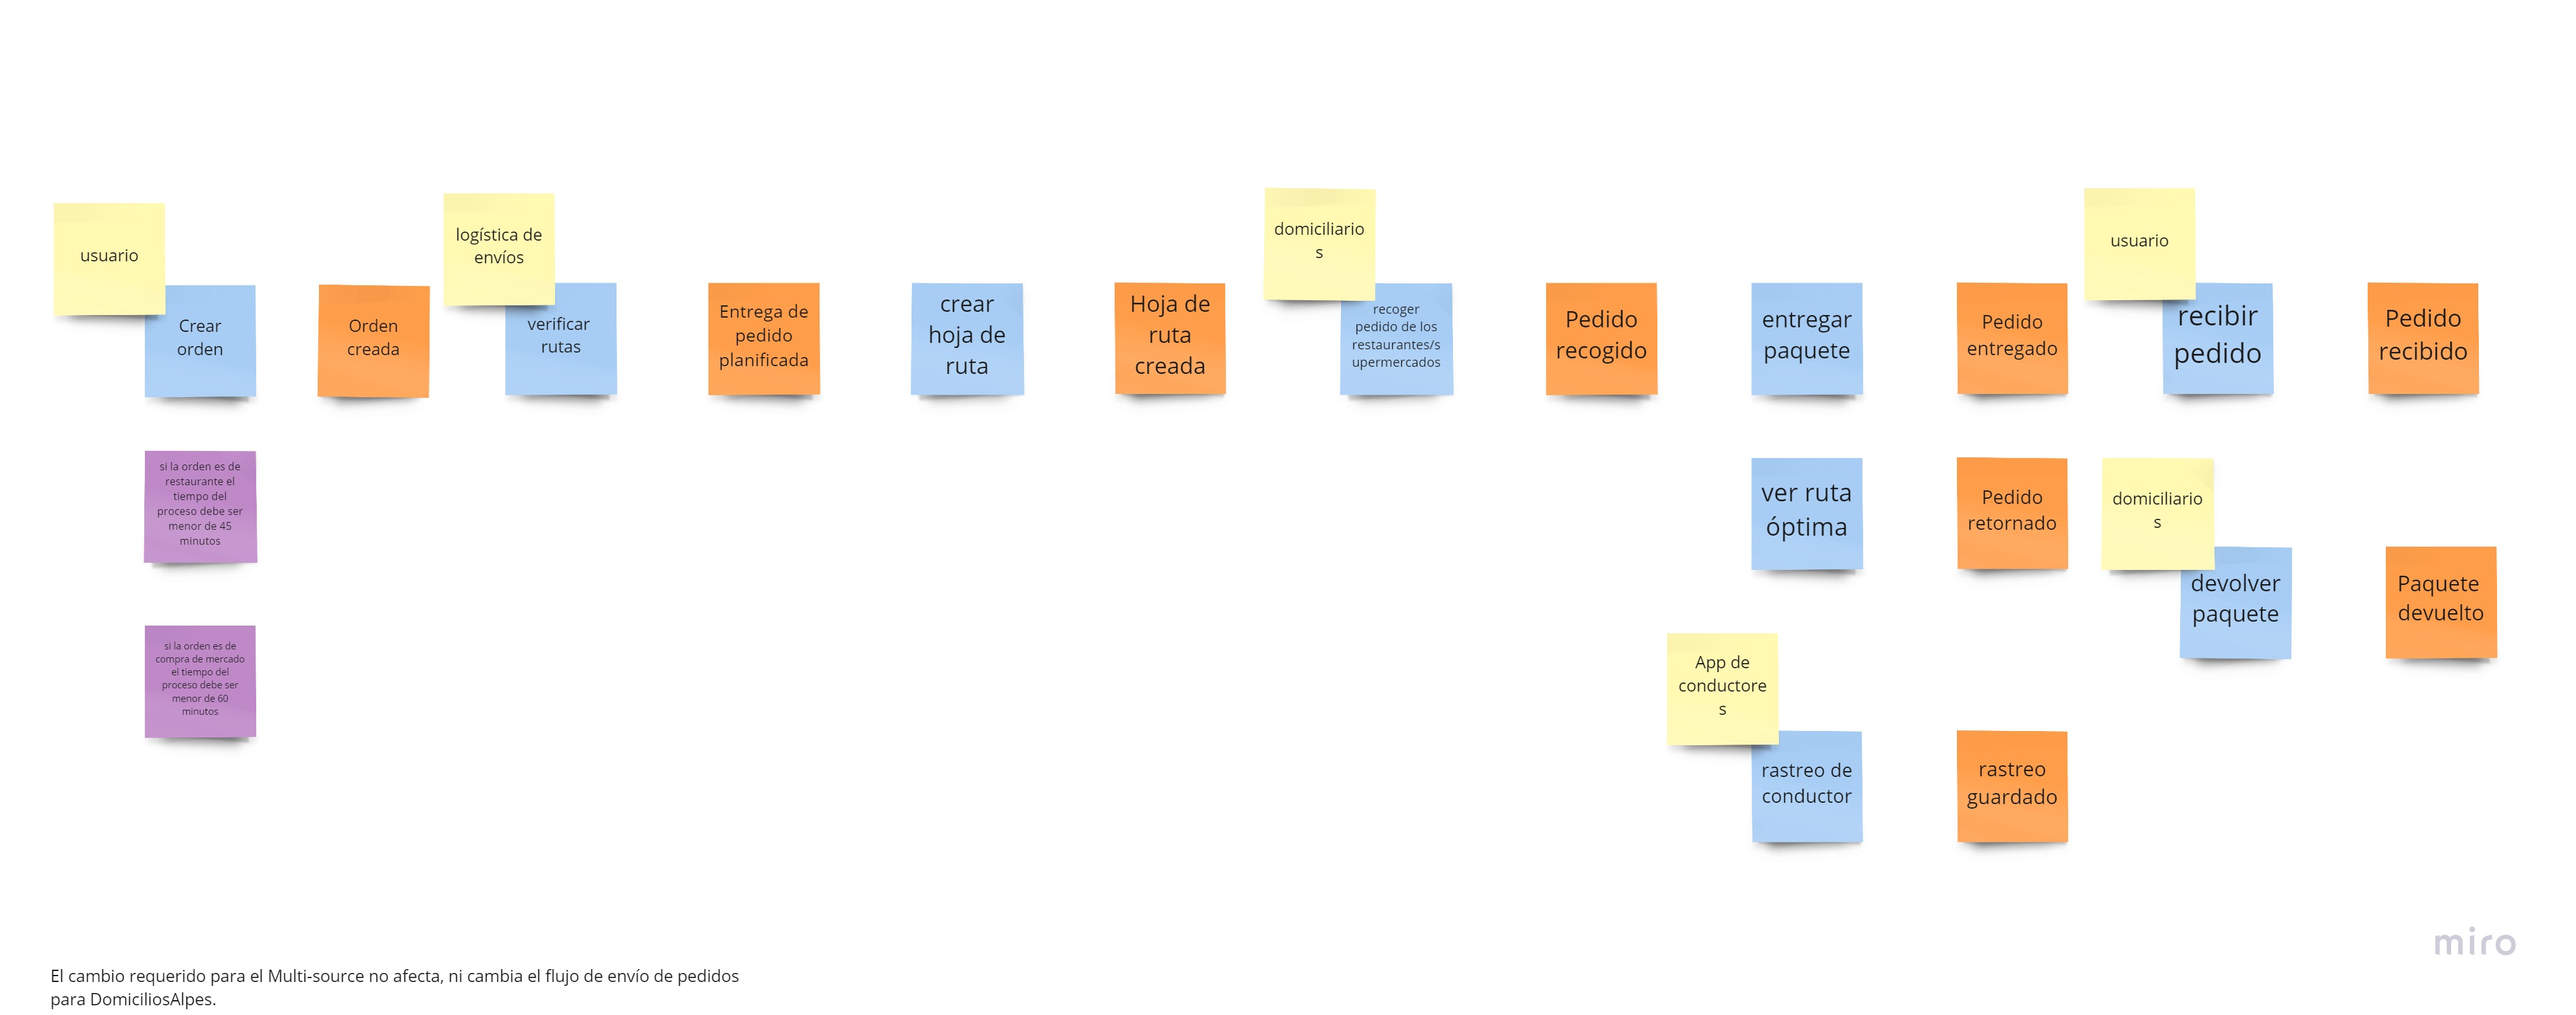 usuario
Crear
orden
Orden
creada
logística de
envíos
verificar
rutas
Entrega de
pedido
planificada
crear
hoja de
ruta
Hoja de
ruta
creada
domiciliario
s
recoger
pedido de los
restaurantes/s
upermercados
Pedido
recogido
entregar
paquete
Pedido
entregado
usuario
recibir
pedido
Pedido
recibido
si la orden es de
restaurante el
tiempo del
proceso debe ser
menor de 45
minutos
ver ruta
óptima
Pedido
retornado
domiciliario
s
devolver
paquete
Paquete
devuelto
si la orden es de
compra de mercado
el tiempo del
proceso debe ser
menor de 60
minutos
App de
conductore
s
rastreo de
conductor
rastreo
guardado
miro
El cambio requerido para el Multi-source no afecta, ni cambia el flujo de envío de pedidos
para DomiciliosAlpes.